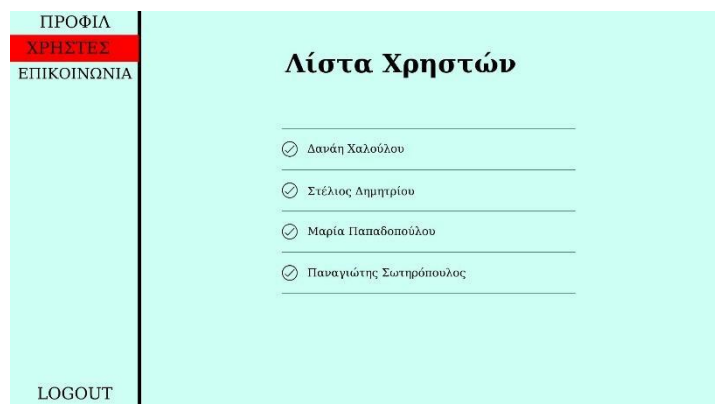 ΠΡΟΦΙΛ
ΧΡΗΣΤΕΣ
ΕΠΙΚΟΙΝΩΝΙΑ
Λίστα Χρηστών
Δανάη Χαλούλου
Στέλιος Δημητρίου
Μαρία Παπαδοπούλου
Παναγιώτης Σωτηρόπουλος
LOGOUT